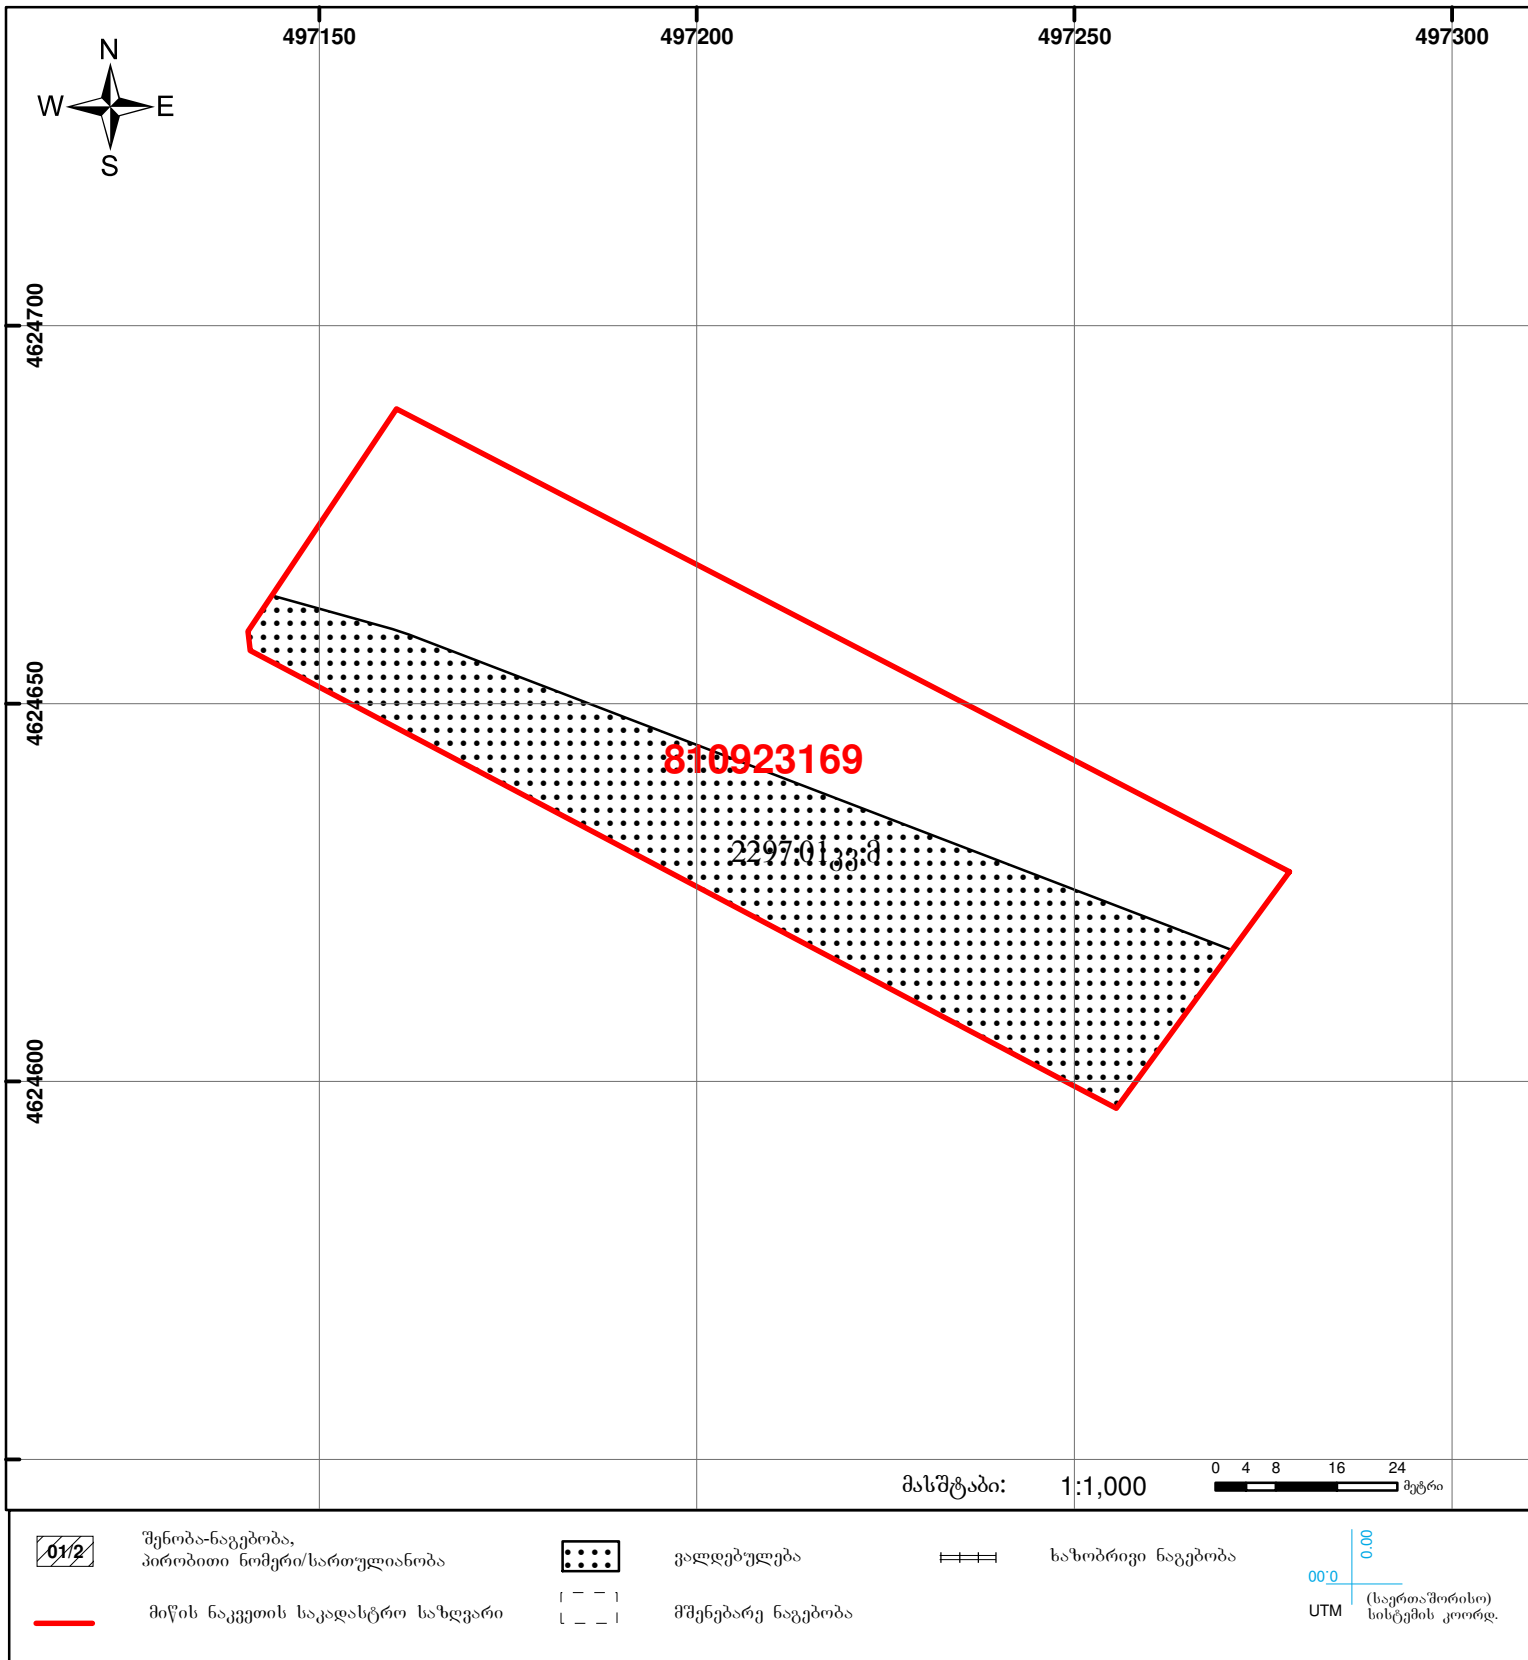 497150 497200 497250 497300
N
W E
S
4624700
4624650
4624600
810923169
2297.01კვ.მ
მასშტაბი: 1:1,000
0 4 8 16 24
მეტრი
01/2
შენობა-ნაგებობა,
პირობითი ნომერი/სართულიანობა
ვალდებულება
ხაზობრივი ნაგებობა
მიწის ნაკვეთის საკადასტრო საზღვარი
მშენებარე ნაგებობა
0.00
0.00
UTM
(საერთაშორისო)
სისტემის კოორდ.